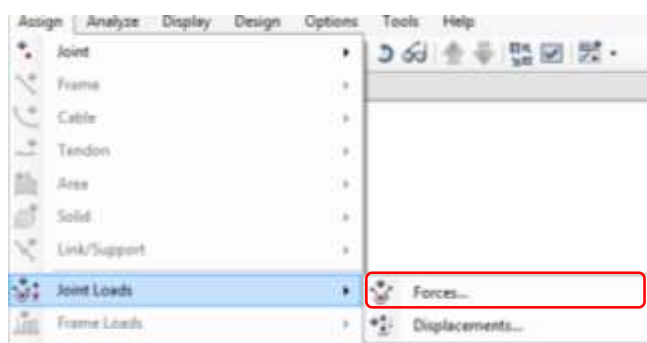 Assign Analyze Display Design Options Tools Help
Joint
Frame
Cable
Tendon
Area
Solid
Link/Support
Joint Loads
Forces...
Frame Loads
Displacements...